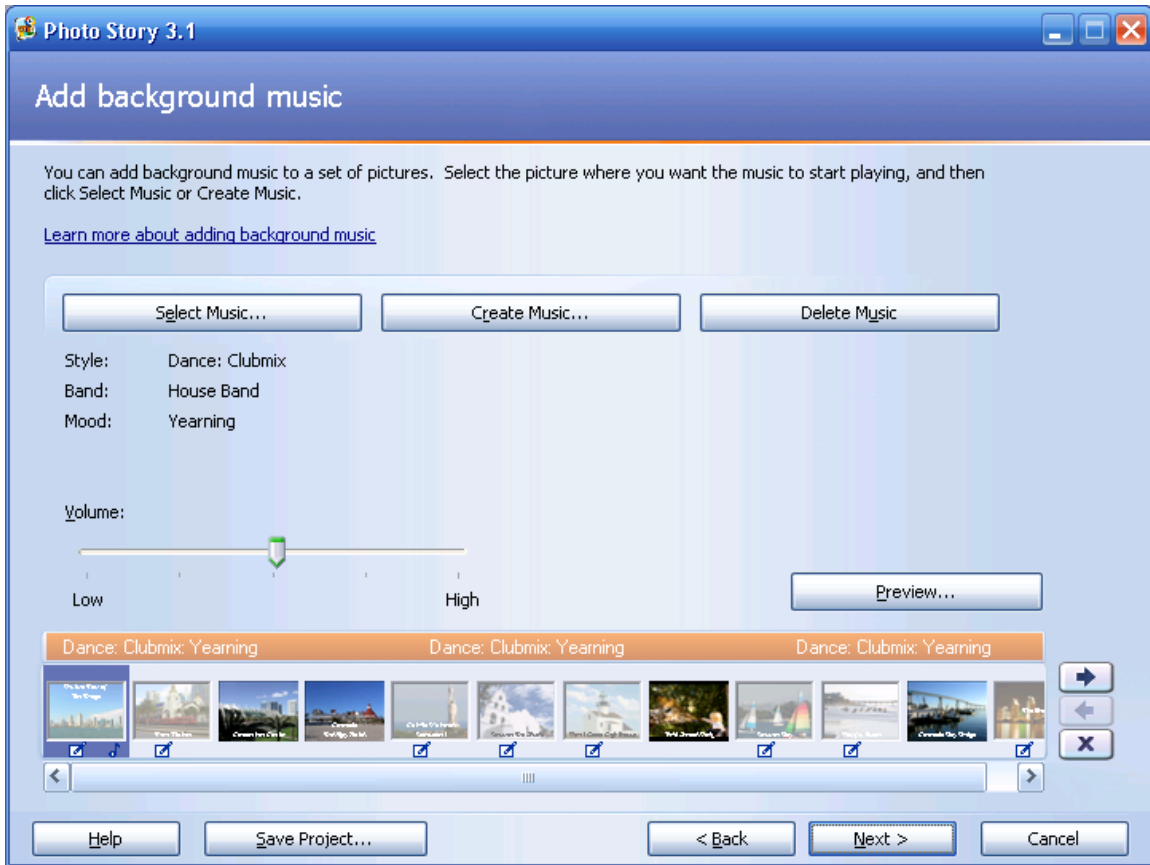 Photo Story 3.1
Add background music
You can add background music to a set of pictures. Select the picture where you want the music to start playing, and then
click Select Music or Create Music.
Learn more about adding background music
Select Music...
Create Music...
Delete Music
Style: Dance: Clubmix
Band: House Band
Mood: Yearning
Volume:
Low
High
Preview...
Dance: Clubmix: Yearning
Dance: Clubmix: Yearning
Dance: Clubmix: Yearning
Help
Save Project...
< Back
Next >
Cancel